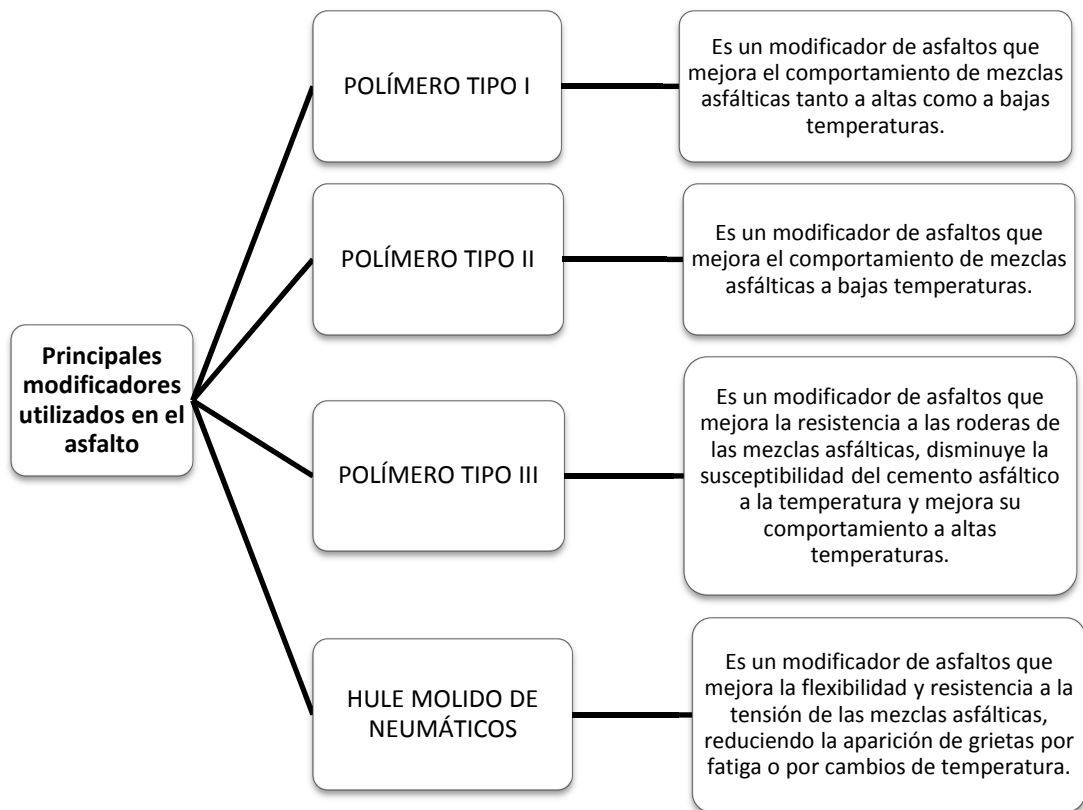 Principales
modificadores
utilizados en el
asfalto
POLÍMERO TIPO I
Es un modificador de asfaltos que
mejora el comportamiento de mezclas
asfálticas tanto a altas como a bajas
temperaturas.
POLÍMERO TIPO II
Es un modificador de asfaltos que
mejora el comportamiento de mezclas
asfálticas a bajas temperaturas.
POLÍMERO TIPO III
Es un modificador de asfaltos que
mejora la resistencia a las roderas de
las mezclas asfálticas, disminuye la
susceptibilidad del cemento asfáltico
a la temperatura y mejora su
comportamiento a altas
temperaturas.
HULE MOLIDO DE
NEUMÁTICOS
Es un modificador de asfaltos que
mejora la flexibilidad y resistencia a la
tensión de las mezclas asfálticas,
reduciendo la aparición de grietas por
fatiga o por cambios de temperatura.